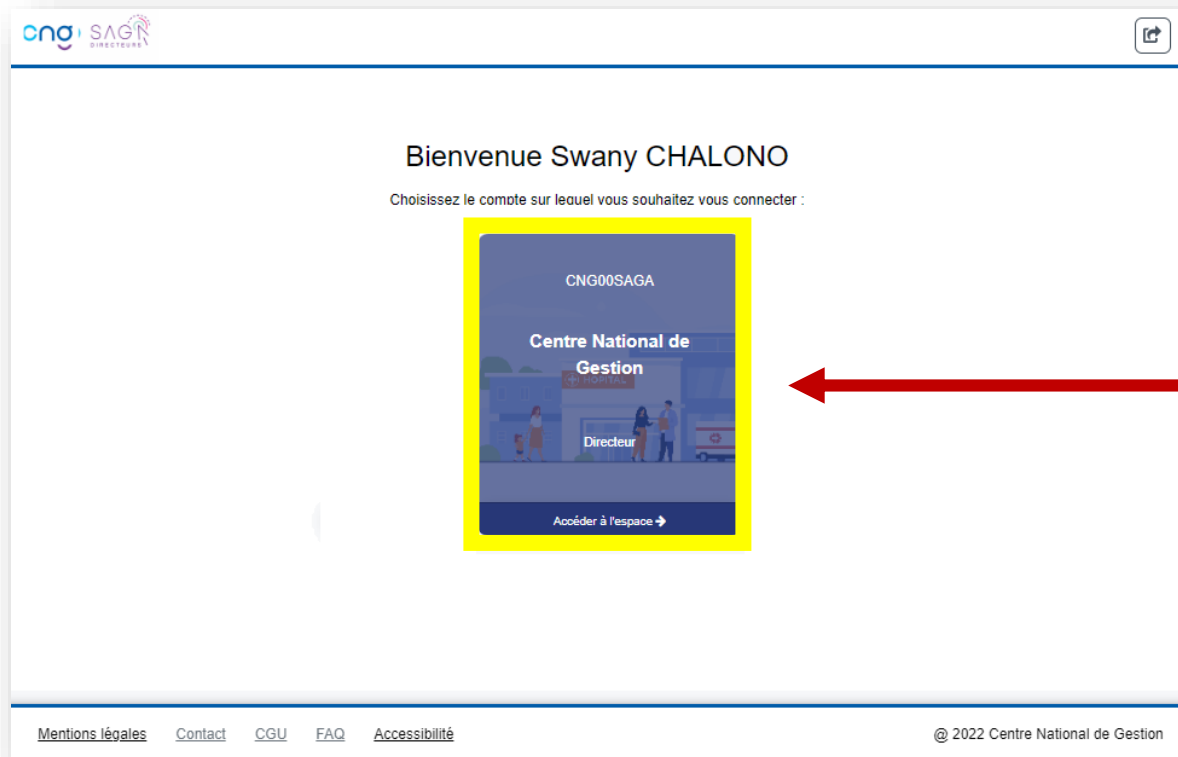 cng SAGA
DIRECTEURS
Bienvenue Swany CHALONO
Choisissez le compte sur lequel vous souhaitez vous connecter :
CNG00SAGA
Centre National de
Gestion
HOPITAL
Directeur
Accéder à l'espace
Mentions légales Contact CGU FAQ Accessibilité @ 2022 Centre National de Gestion